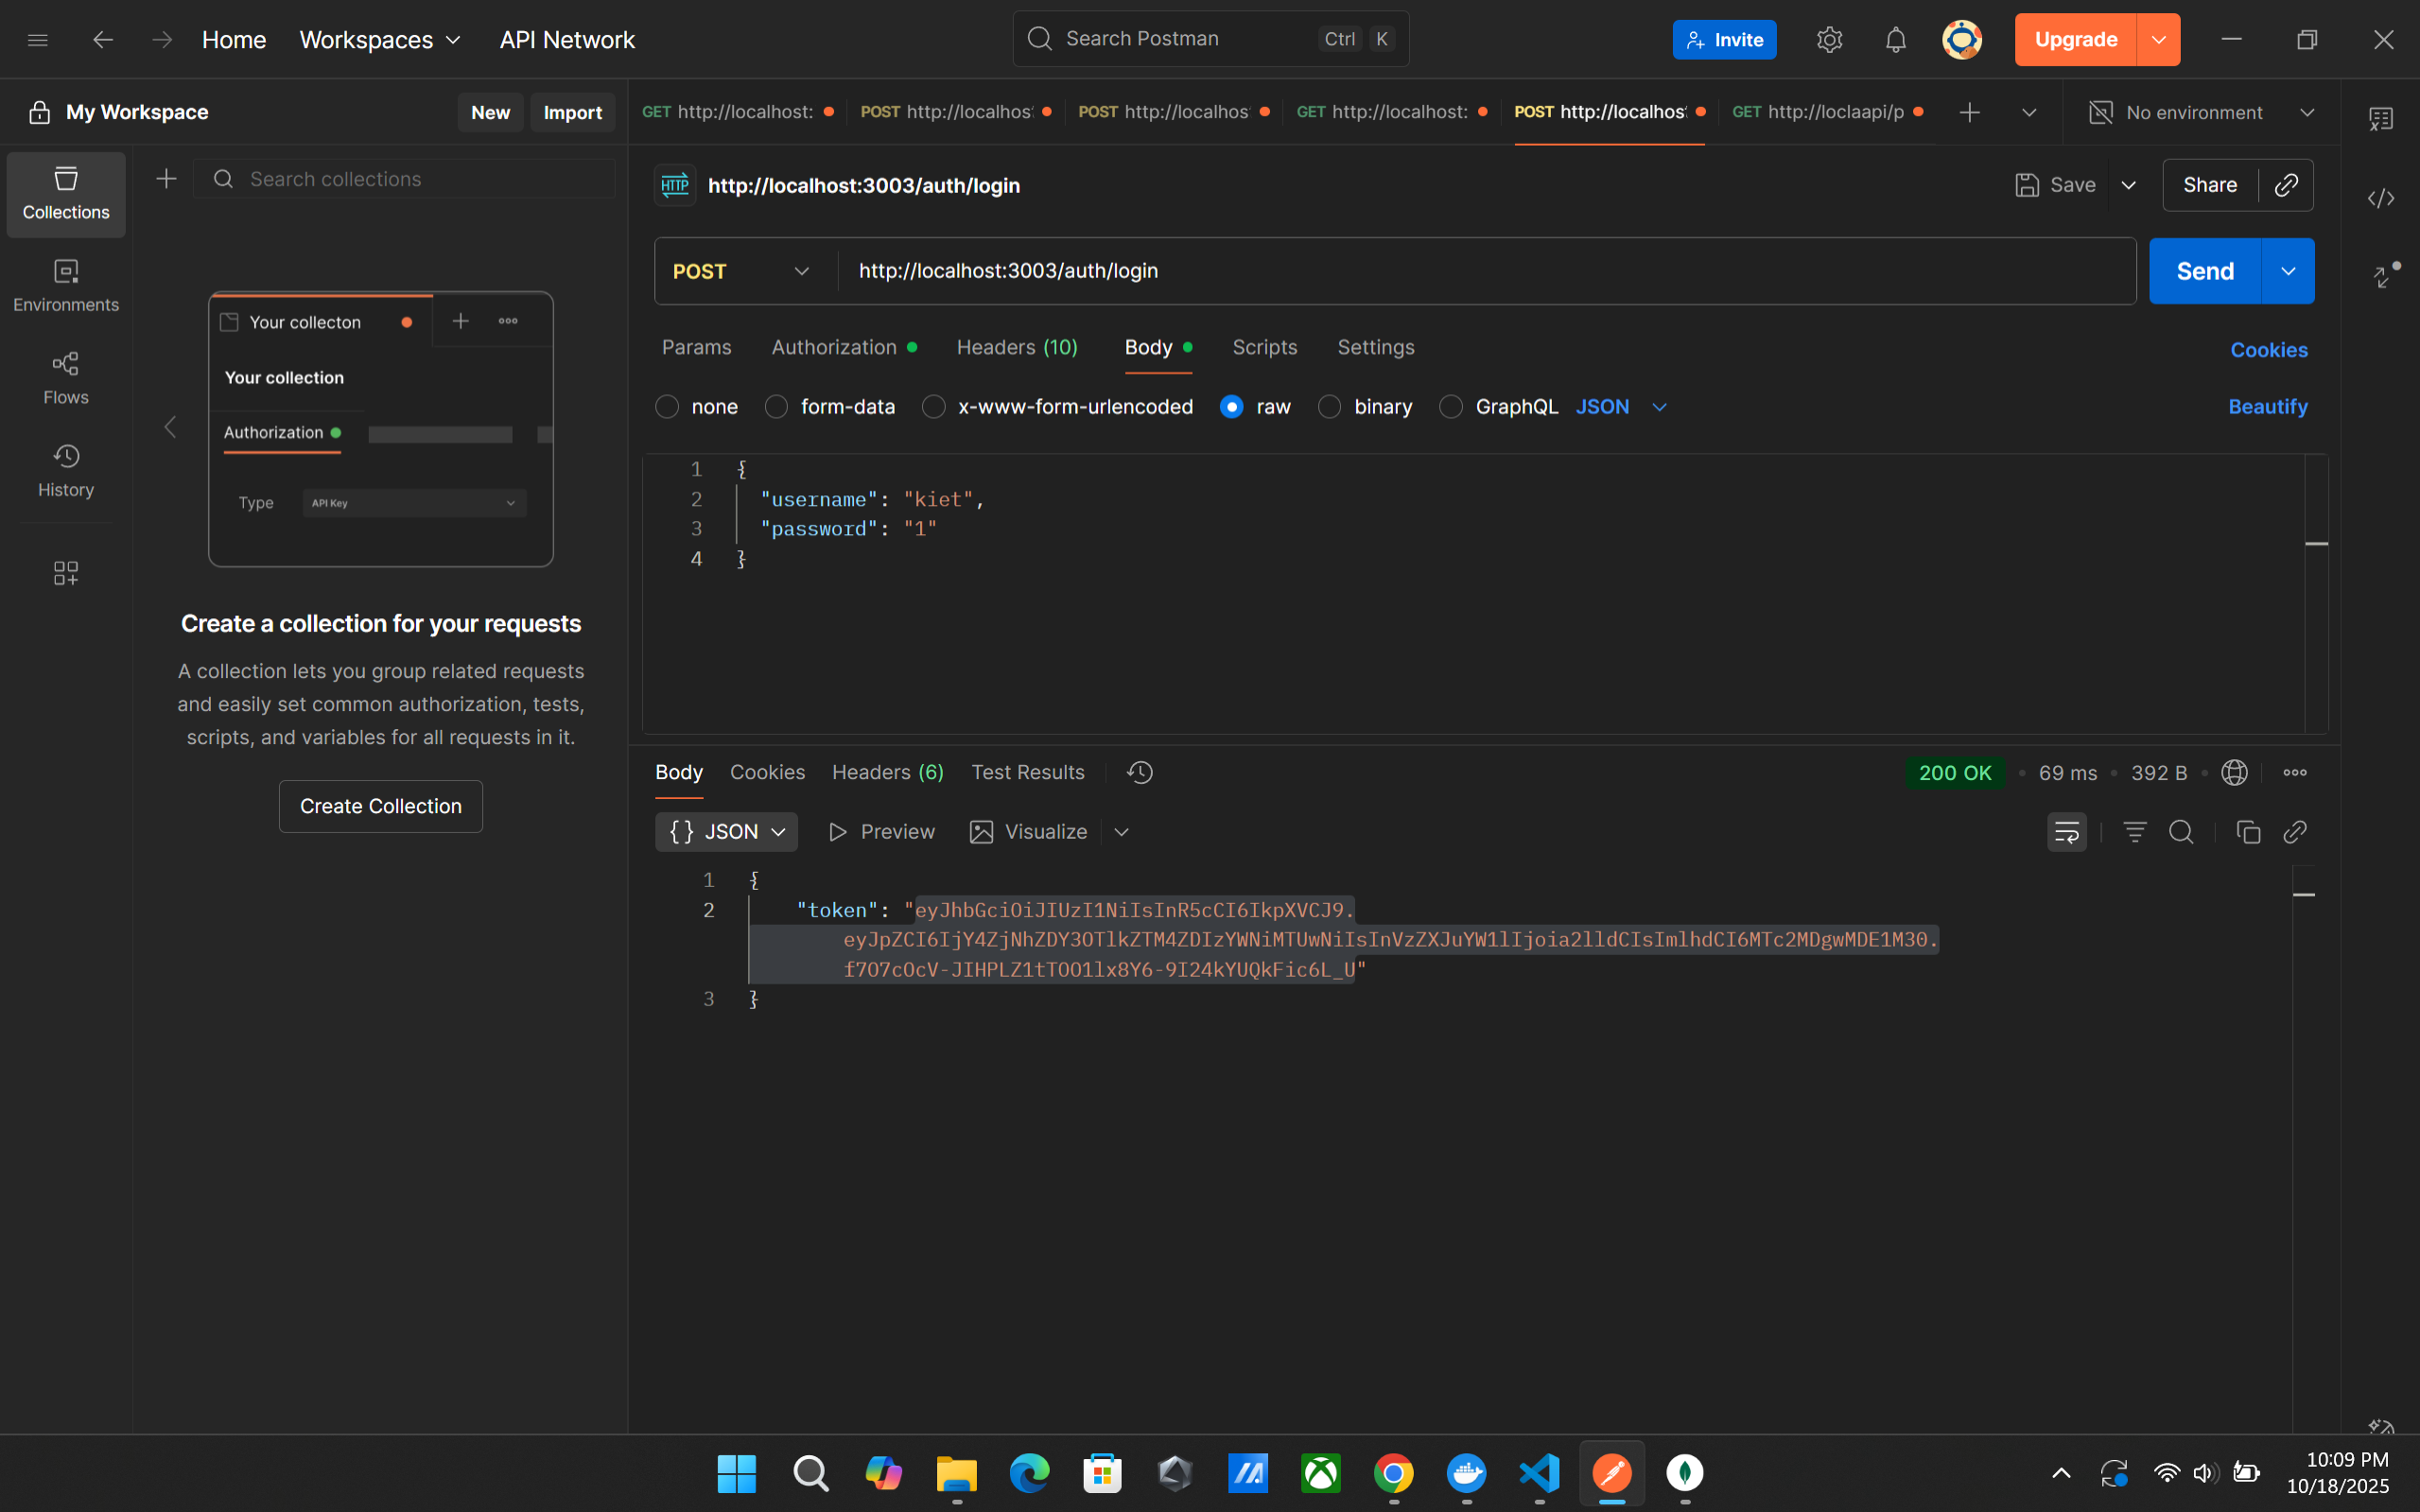 Home
Workspaces
API Network
Search Postman
Ctrl
K
Invite
Upgrade
My Workspace
New
Import
GET http://localhost:
POST http://localhos
POST http://localhos
GET http://localhost:
POST http://localhos
GET http://loclaapi/p
No environment
Collections
Environments
Flows
History
Search collections
Your collecton
Your collection
Authorization
Type
API Key
Create a collection for your requests
A collection lets you group related requests
and easily set common authorization, tests,
scripts, and variables for all requests in it.
Create Collection
HTTP
http://localhost:3003/auth/login
Save
Share
POST
http://localhost:3003/auth/login
Send
Params
Authorization
Headers (10)
Body
Scripts
Settings
Cookies
none
form-data
x-www-form-urlencoded
raw
binary
GraphQL
JSON
Beautify
1 {
2 "username": "kiet",
3 "password": "1"
4 }
Body
Cookies
Headers (6)
Test Results
200 OK
69 ms
392 B
{} JSON
Preview
Visualize
1 {
2 "token": "eyJhbGciOiJIUzI1NiIsInR5cCI6IkpXVCJ9.
eyJpZCI6IjY4ZjNhZDY3OTlkZTM4ZDIzYWNiMTUwNiIsInVzZXJuYW1lIjoia2lldCIsImlhdCI6MTc2MDgwMDE1M30.
f7O7cOcV-JIHPLZ1tTOO1lx8Y6-9I24kYUQkFic6L_U"
3 }
10:09 PM
10/18/2025